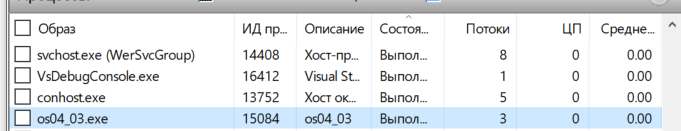 Образ ИД пр... Описание Состоя... Потоки ЦП Средне...
svchost.exe (WerSvcGroup) 14408 Хост-пр... Выпол... 8 0 0.00
VsDebugConsole.exe 16412 Visual St... Выпол... 1 0 0.00
conhost.exe 13752 Хост ок... Выпол... 5 0 0.00
os04_03.exe 15084 os04_03 Выпол... 3 0 0.00